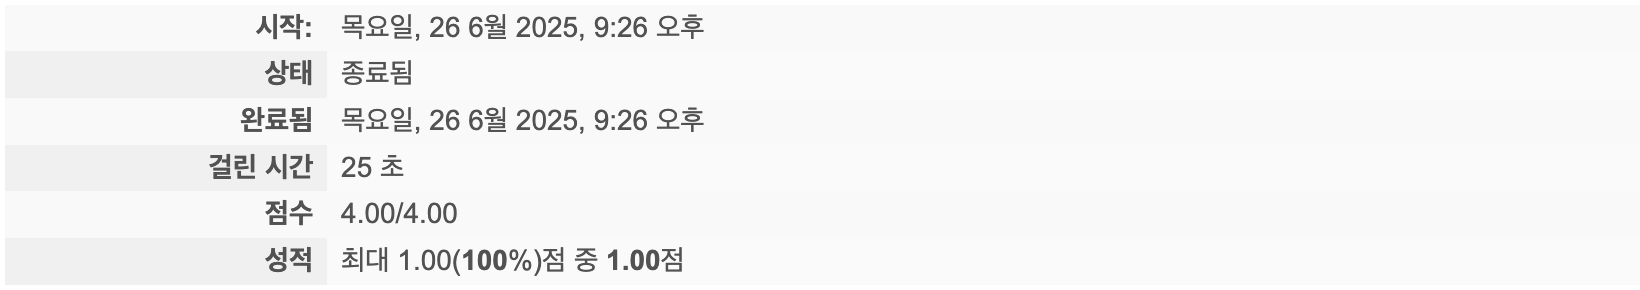 시작: 목요일, 26 6월 2025, 9:26 오후
상태 종료됨
완료됨 목요일, 26 6월 2025, 9:26 오후
걸린 시간 25 초
점수 4.00/4.00
성적 최대 1.00(100%)점 중 1.00점